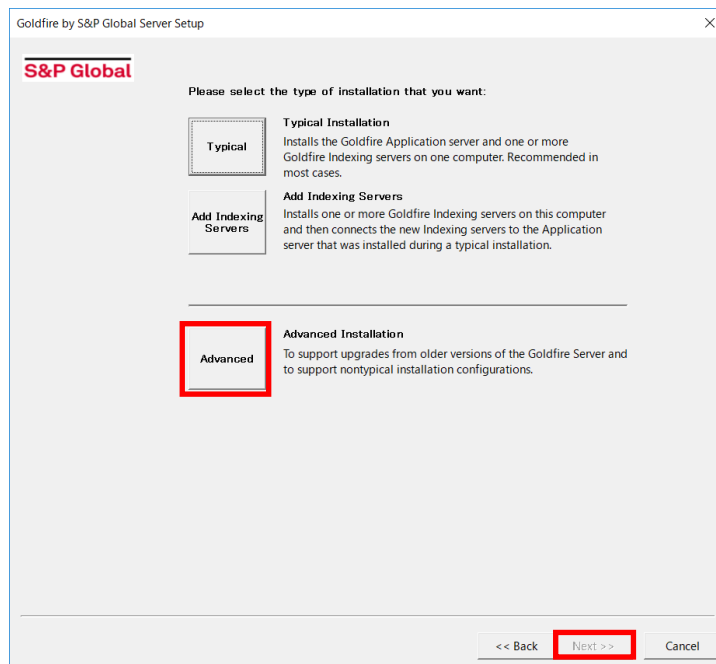 Goldfire by S&P Global Server Setup
S&P Global
Please select the type of installation that you want:
Typical
Typical Installation
Installs the Goldfire Application server and one or more
Goldfire Indexing servers on one computer. Recommended in
most cases.
Add Indexing
Servers
Add Indexing Servers
Installs one or more Goldfire Indexing servers on this computer
and then connects the new Indexing servers to the Application
server that was installed during a typical installation.
Advanced
Advanced Installation
To support upgrades from older versions of the Goldfire Server and
to support nontypical installation configurations.
<< Back
Next >>
Cancel